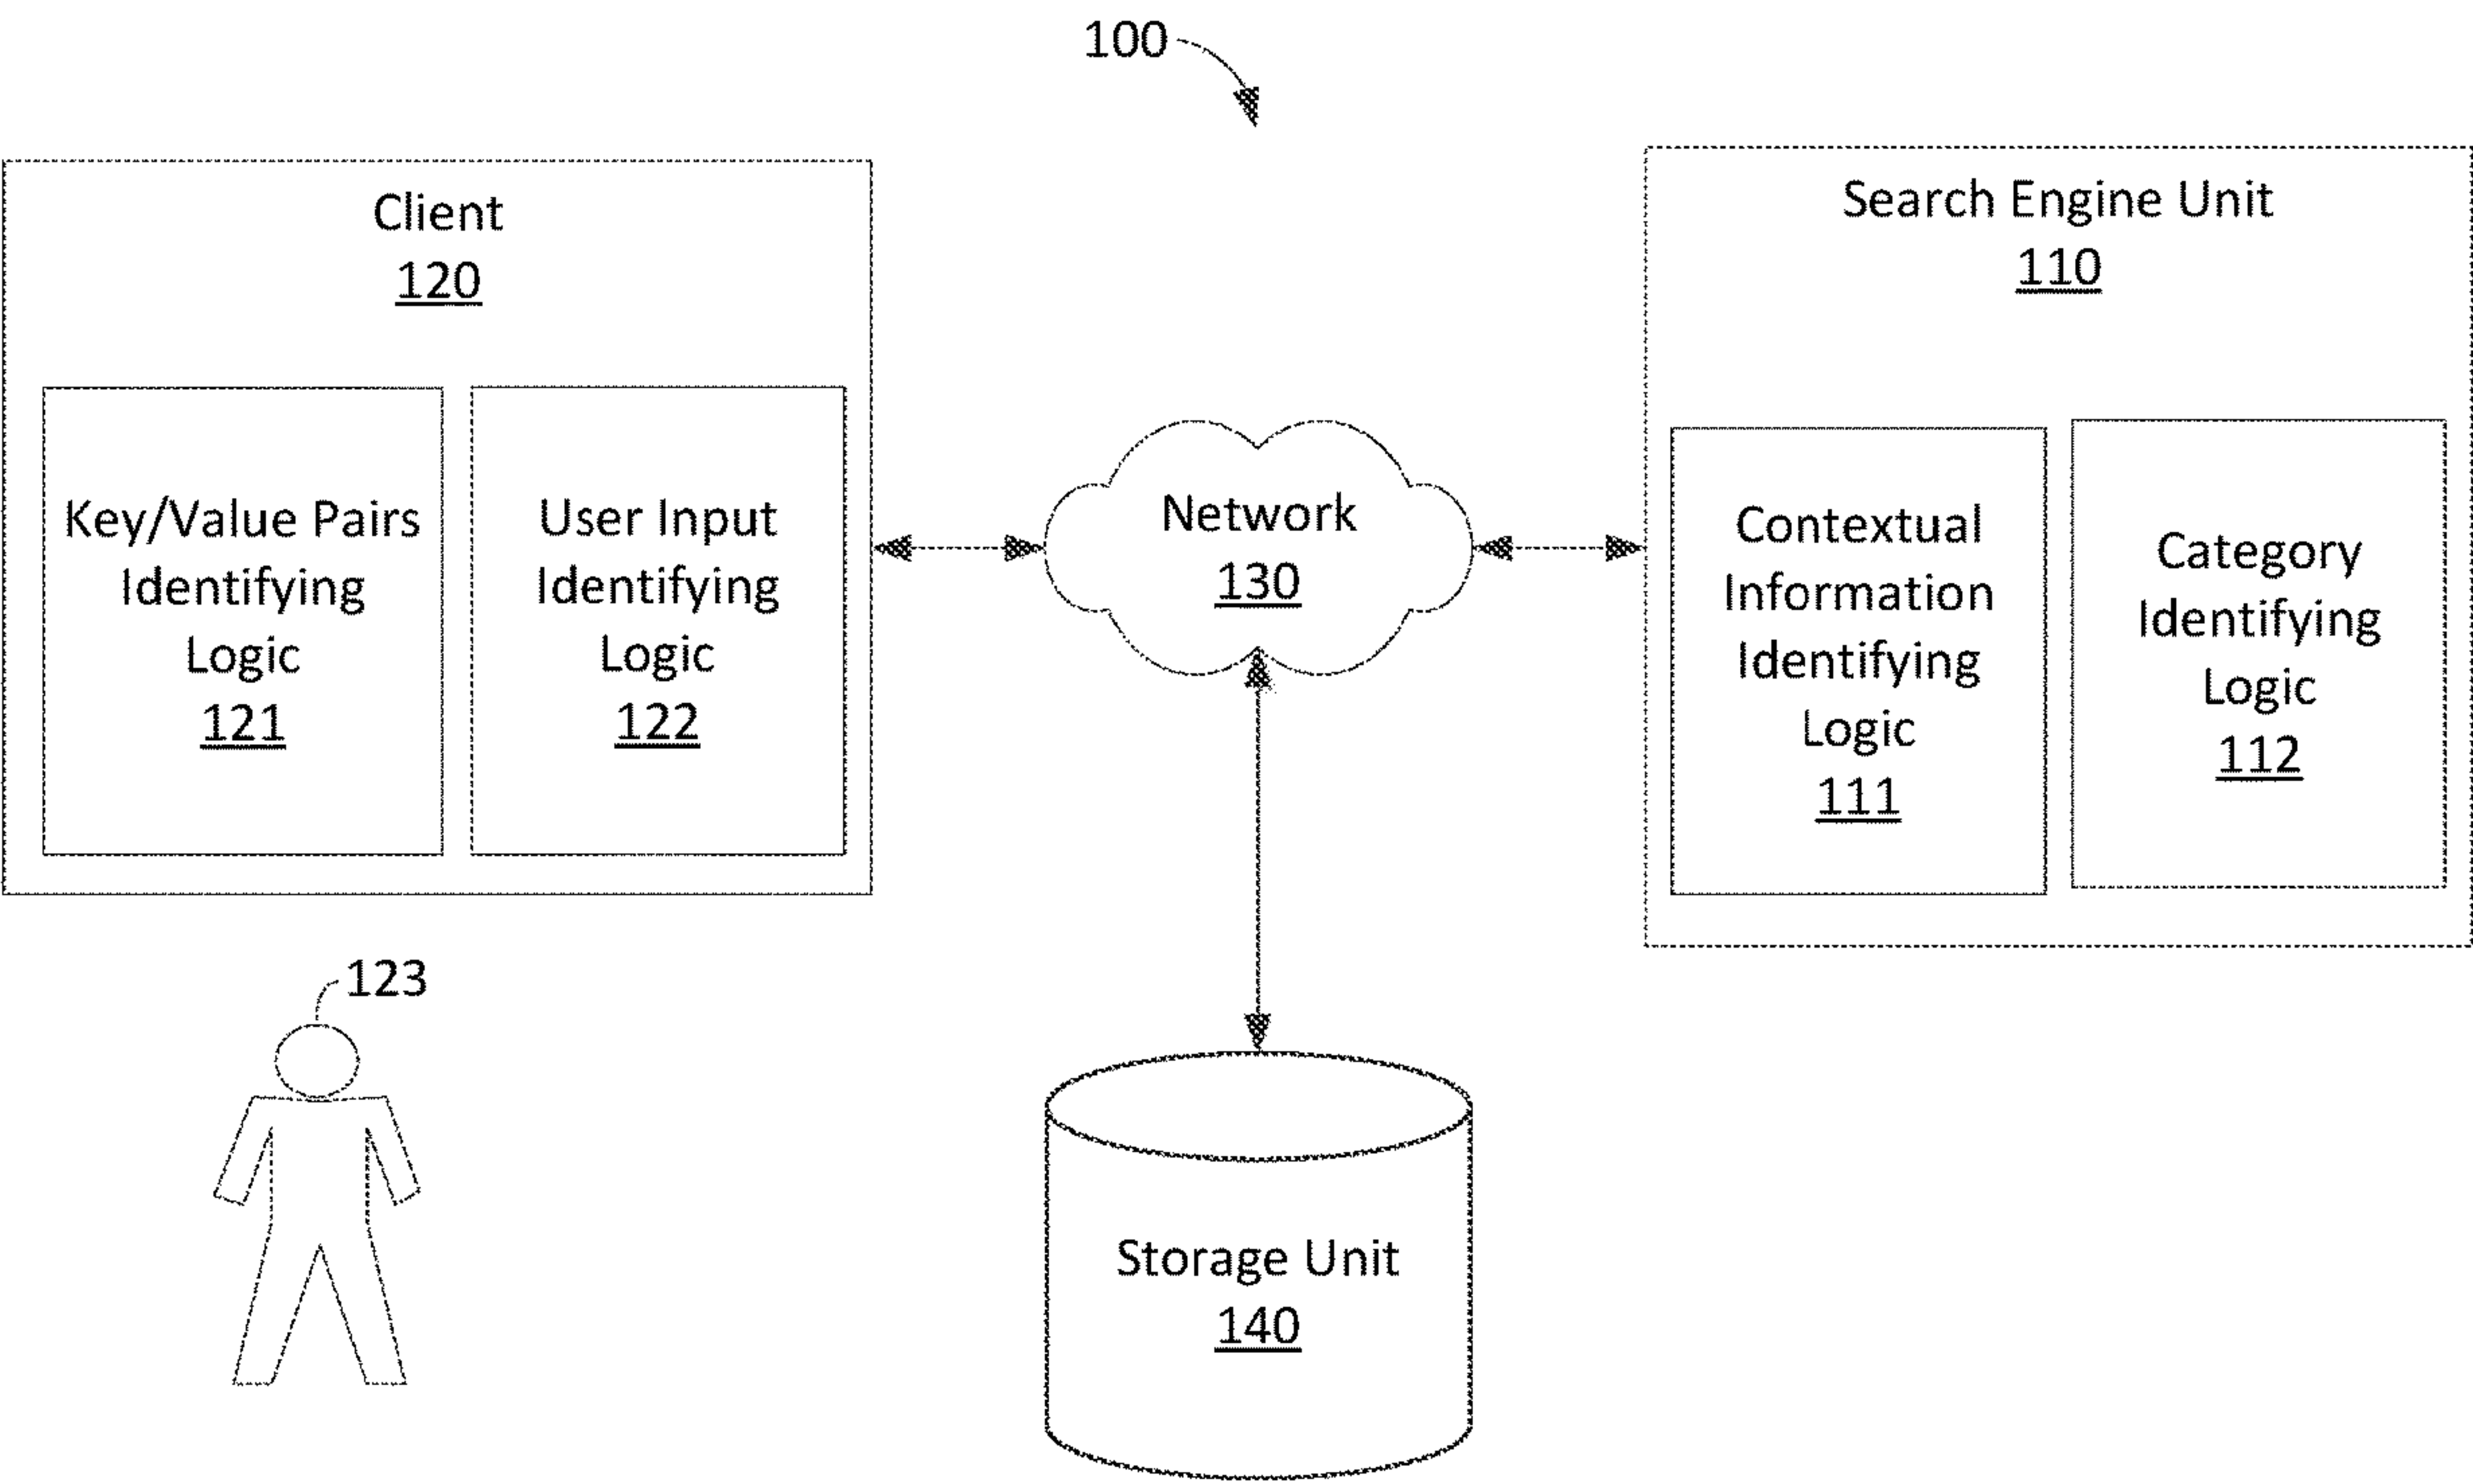 100
Client
120
Key/Value Pairs
Identifying
Logic
121
User Input
Identifying
Logic
122
Network
130
Search Engine Unit
110
Contextual
Information
Identifying
Logic
111
Category
Identifying
Logic
112
123
Storage Unit
140